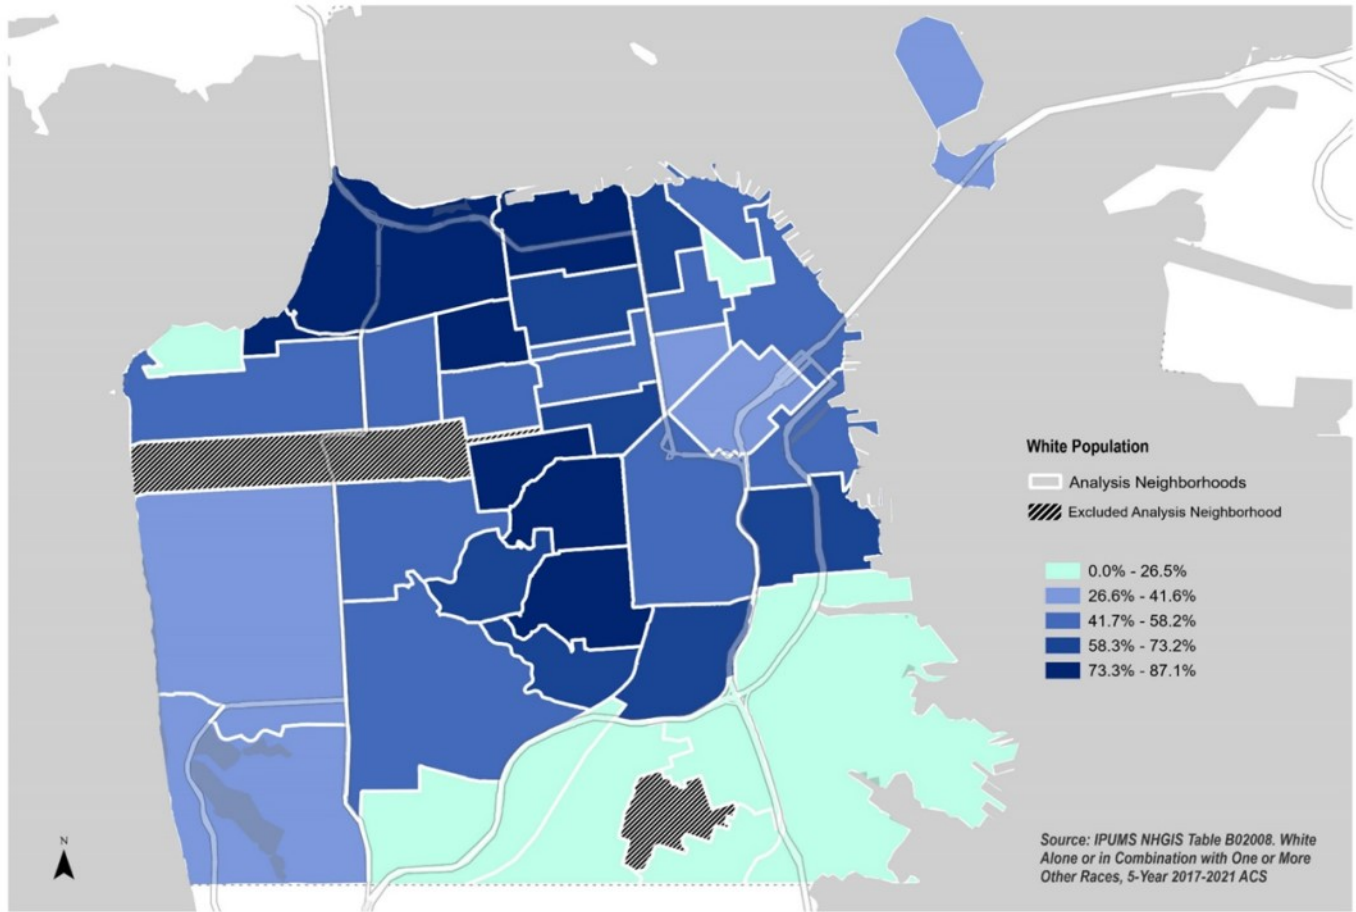 White Population
Analysis Neighborhoods
Excluded Analysis Neighborhood
0.0% - 26.5%
26.6% - 41.6%
41.7% - 58.2%
58.3% - 73.2%
73.3% - 87.1%
N
Source: IPUMS NHGIS Table B02008. White
Alone or in Combination with One or More
Other Races, 5-Year 2017-2021 ACS